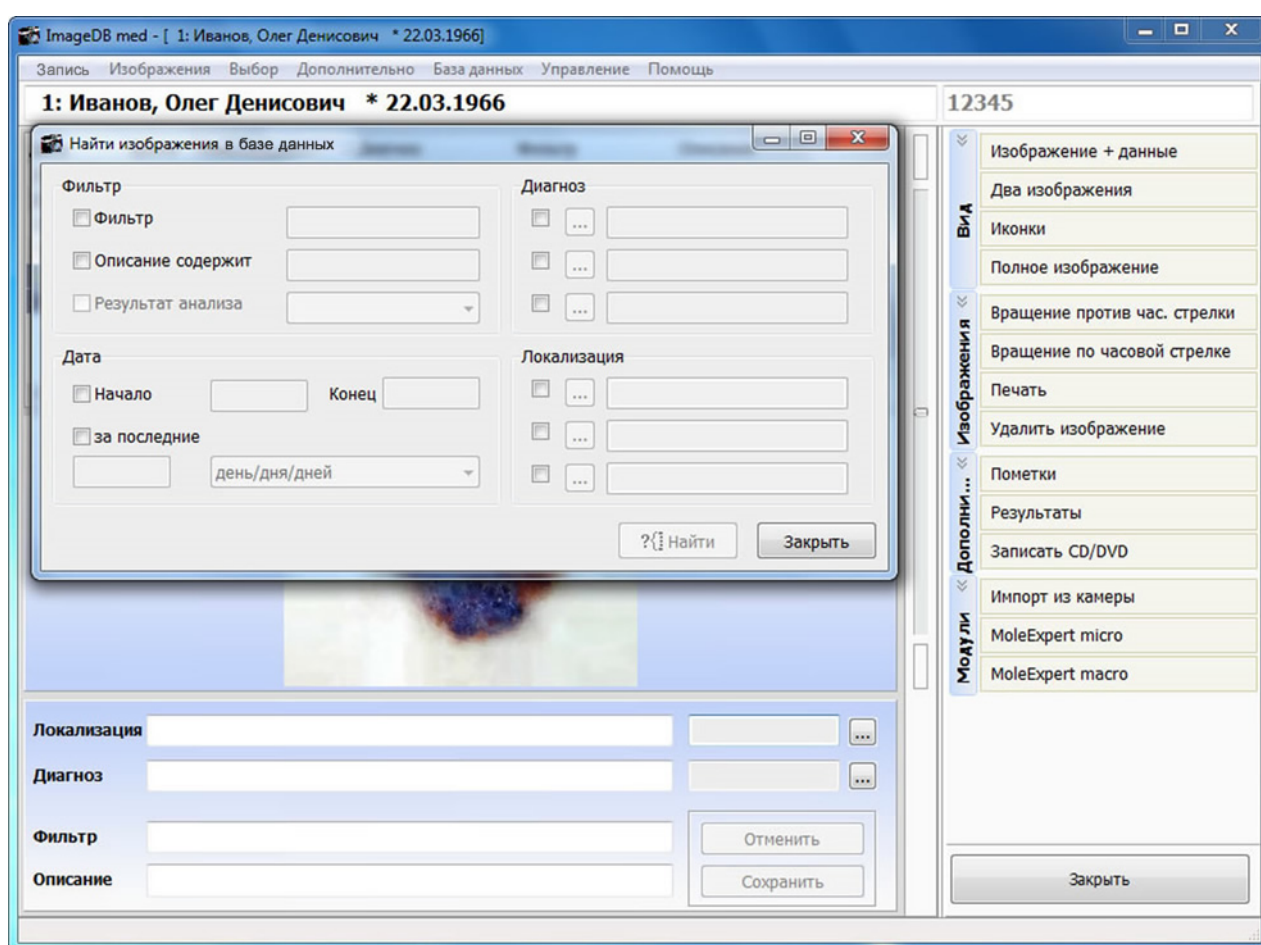 ImageDB med - [ 1: Иванов, Олег Денисович * 22.03.1966]
Запись Изображения Выбор Дополнительно База данных Управление Помощь
1: Иванов, Олег Денисович * 22.03.1966
12345
Найти изображения в базе данных
Фильтр
Фильтр
Описание содержит
Результат анализа
Диагноз
...
...
...
Дата
Начало Конец
за последние
день/дня/дней
Локализация
...
...
...
?{ Найти Закрыть
Локализация ...
Диагноз ...
Фильтр
Описание
Отменить
Сохранить
Вид
Изображение + данные
Два изображения
Иконки
Полное изображение
Изображения
Вращение против час. стрелки
Вращение по часовой стрелке
Печать
Удалить изображение
Дополни...
Пометки
Результаты
Записать CD/DVD
Модули
Импорт из камеры
MoleExpert micro
MoleExpert macro
Закрыть